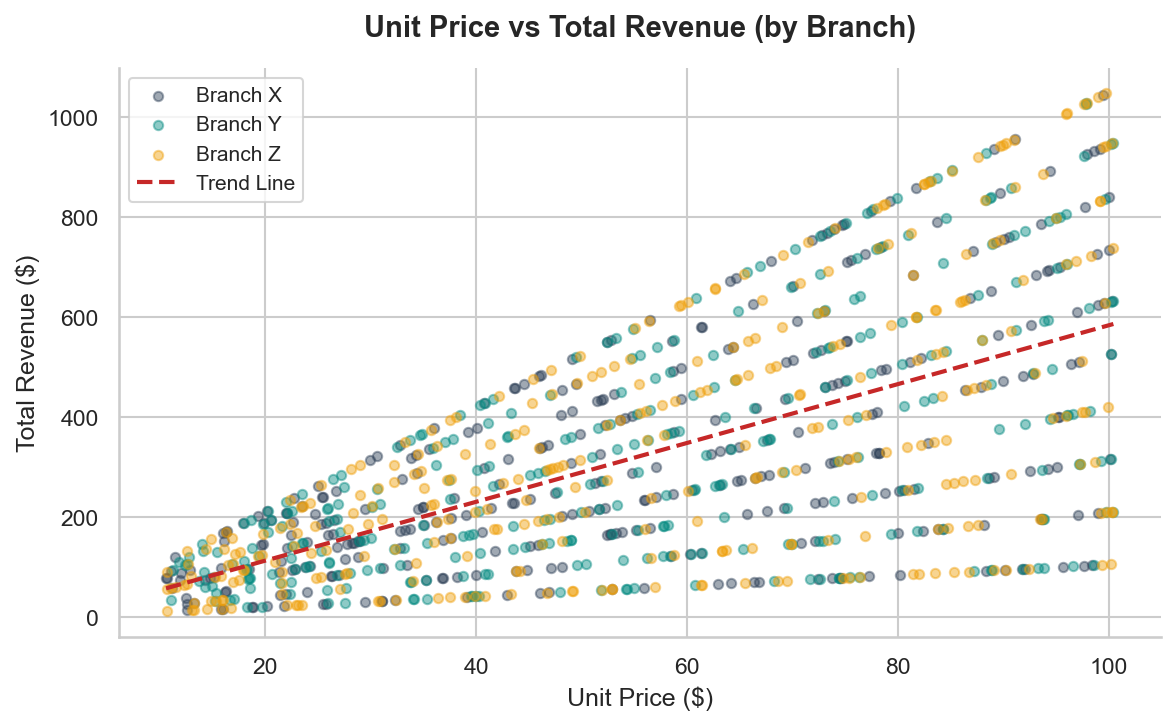 Unit Price vs Total Revenue (by Branch)
Branch X
Branch Y
Branch Z
Trend Line
Total Revenue ($)
1000
800
600
400
200
0
20 40 60 80 100
Unit Price ($)